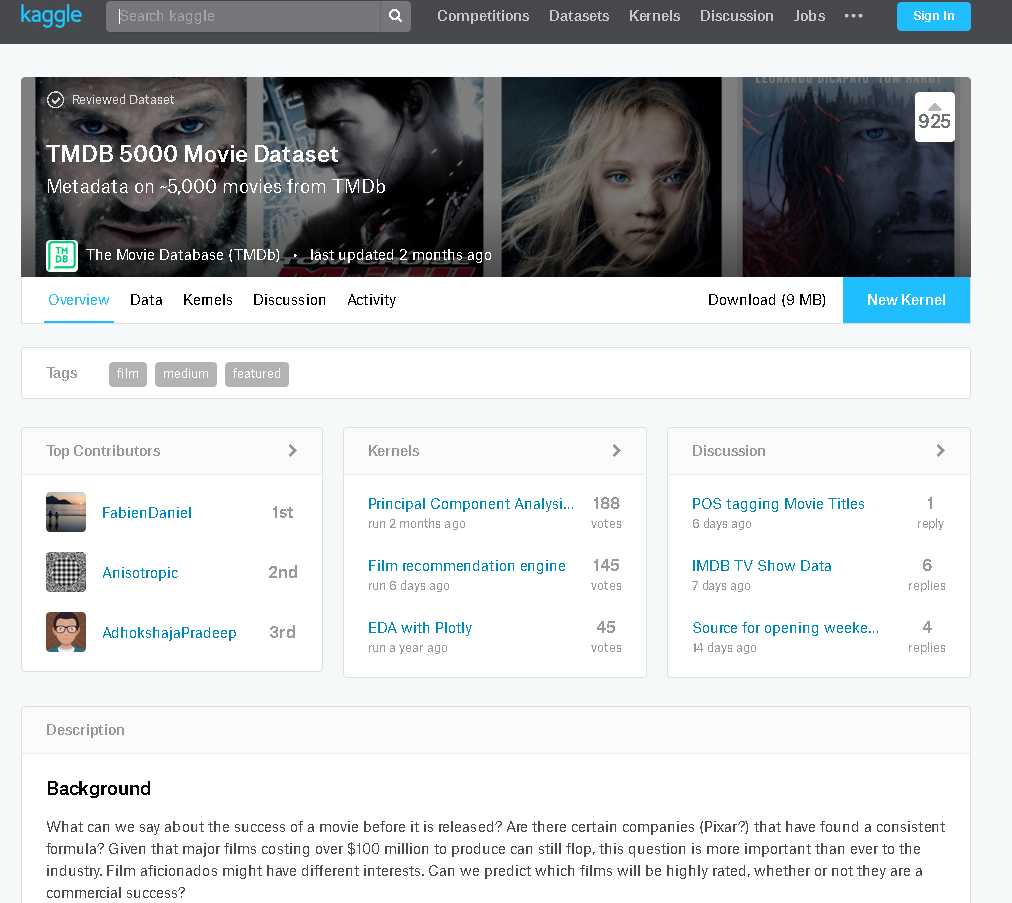 kaggle
Search kaggle
Competitions Datasets Kernels Discussion Jobs ••• Sign In
LEONARDO DICAPRIO TOM HARDY
Reviewed Dataset
925
TMDB 5000 Movie Dataset
Metadata on ~5,000 movies from TMDb
TM
DB
The Movie Database (TMDb) • last updated 2 months ago
Overview Data Kernels Discussion Activity Download (9 MB) New Kernel
Tags film medium featured
Top Contributors
FabienDaniel 1st
Anisotropic 2nd
AdhokshajaPradeep 3rd
Kernels
Principal Component Analysi... 188
run 2 months ago votes
Film recommendation engine 145
run 6 days ago votes
EDA with Plotly 45
run a year ago votes
Discussion
POS tagging Movie Titles 1
6 days ago reply
IMDB TV Show Data 6
7 days ago replies
Source for opening weeke... 4
14 days ago replies
Description
Background
What can we say about the success of a movie before it is released? Are there certain companies (Pixar?) that have found a consistent
formula? Given that major films costing over $100 million to produce can still flop, this question is more important than ever to the
industry. Film aficionados might have different interests. Can we predict which films will be highly rated, whether or not they are a
commercial success?